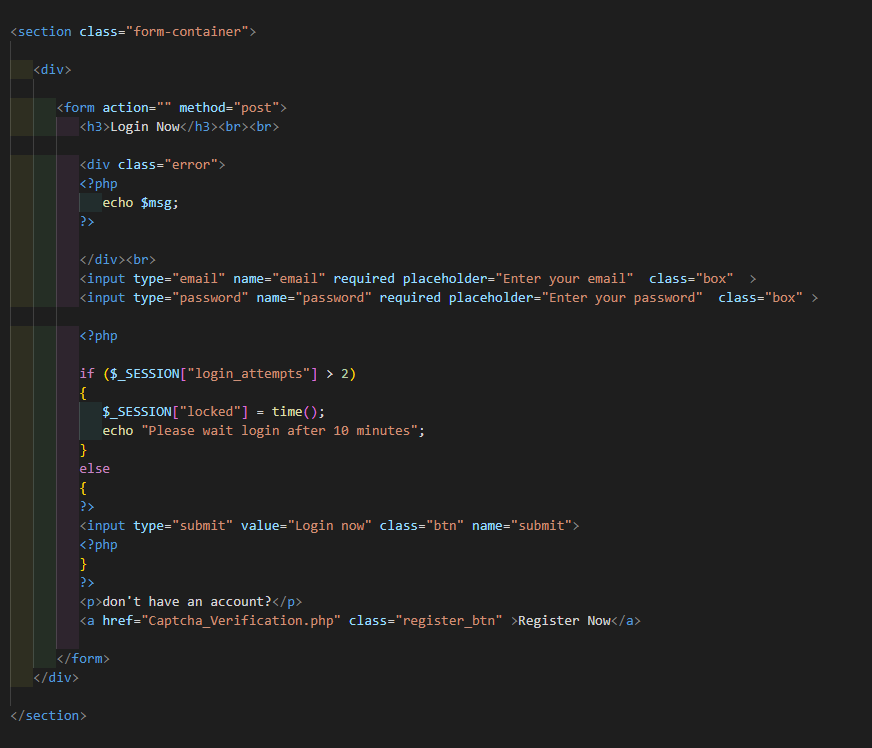 <section class="form-container">
<div>
<form action="" method="post">
<h3>Login Now</h3><br><br>
<div class="error">
<?php
echo $msg;
?>
</div><br>
<input type="email" name="email" required placeholder="Enter your email"  class="box"  >
<input type="password" name="password" required placeholder="Enter your password"  class="box" >
<?php
if ($_SESSION["login_attempts"] > 2)
{
$_SESSION["locked"] = time();
echo "Please wait login after 10 minutes";
}
else
{
?>
<input type="submit" value="Login now" class="btn" name="submit">
<?php
}
?>
<p>don't have an account?</p>
<a href="Captcha_Verification.php" class="register_btn" >Register Now</a>
</form>
</div>
</section>